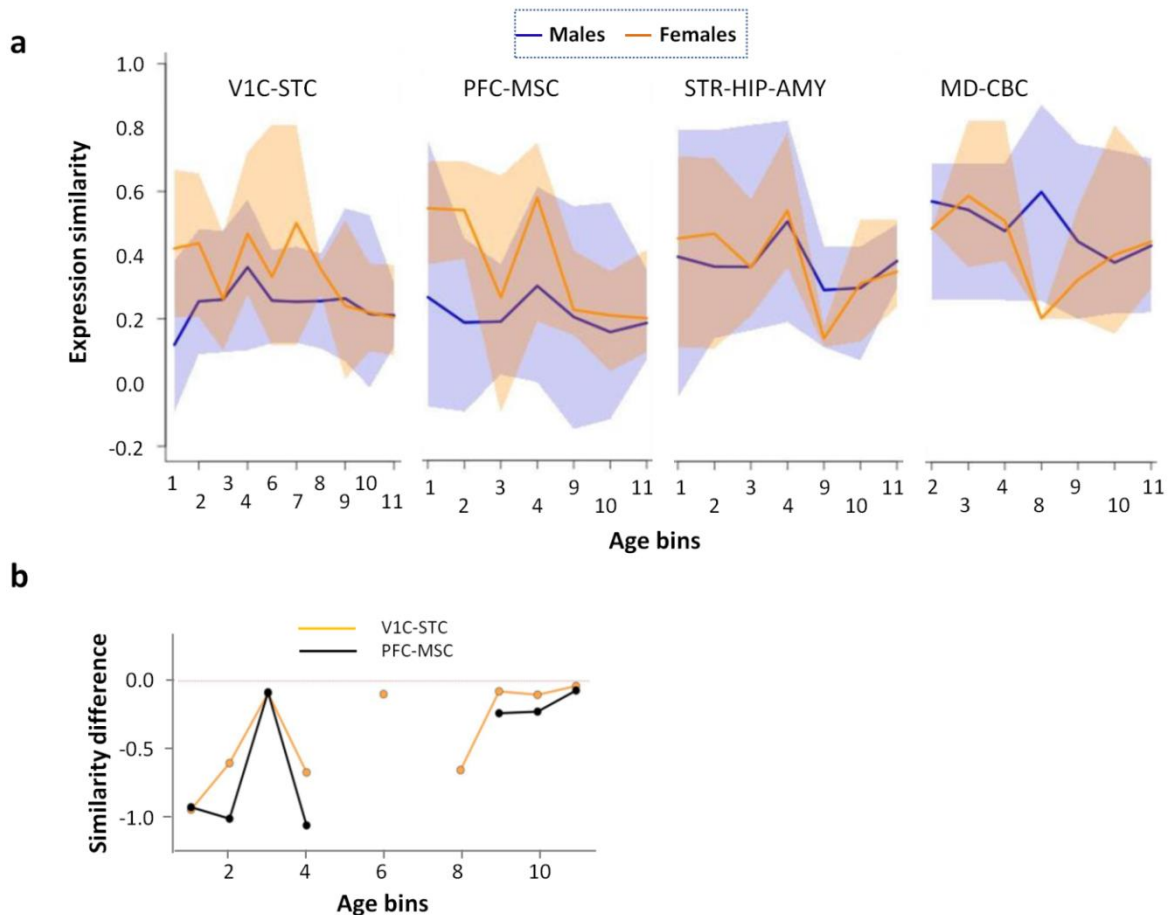 a
Males Females
V1C-STC PFC-MSC STR-HIP-AMY MD-CBC
Expression similarity
1.0
0.8
0.6
0.4
0.2
0.0
-0.2
1 3 4 6 8 10 1 3 9 11 1 3 9 11 2 4 9 11
2 7 9 11 2 4 10 2 4 10 3 8 10
Age bins
b
V1C-STC
PFC-MSC
Similarity difference
0.0
-0.5
-1.0
2 4 6 8 10
Age bins